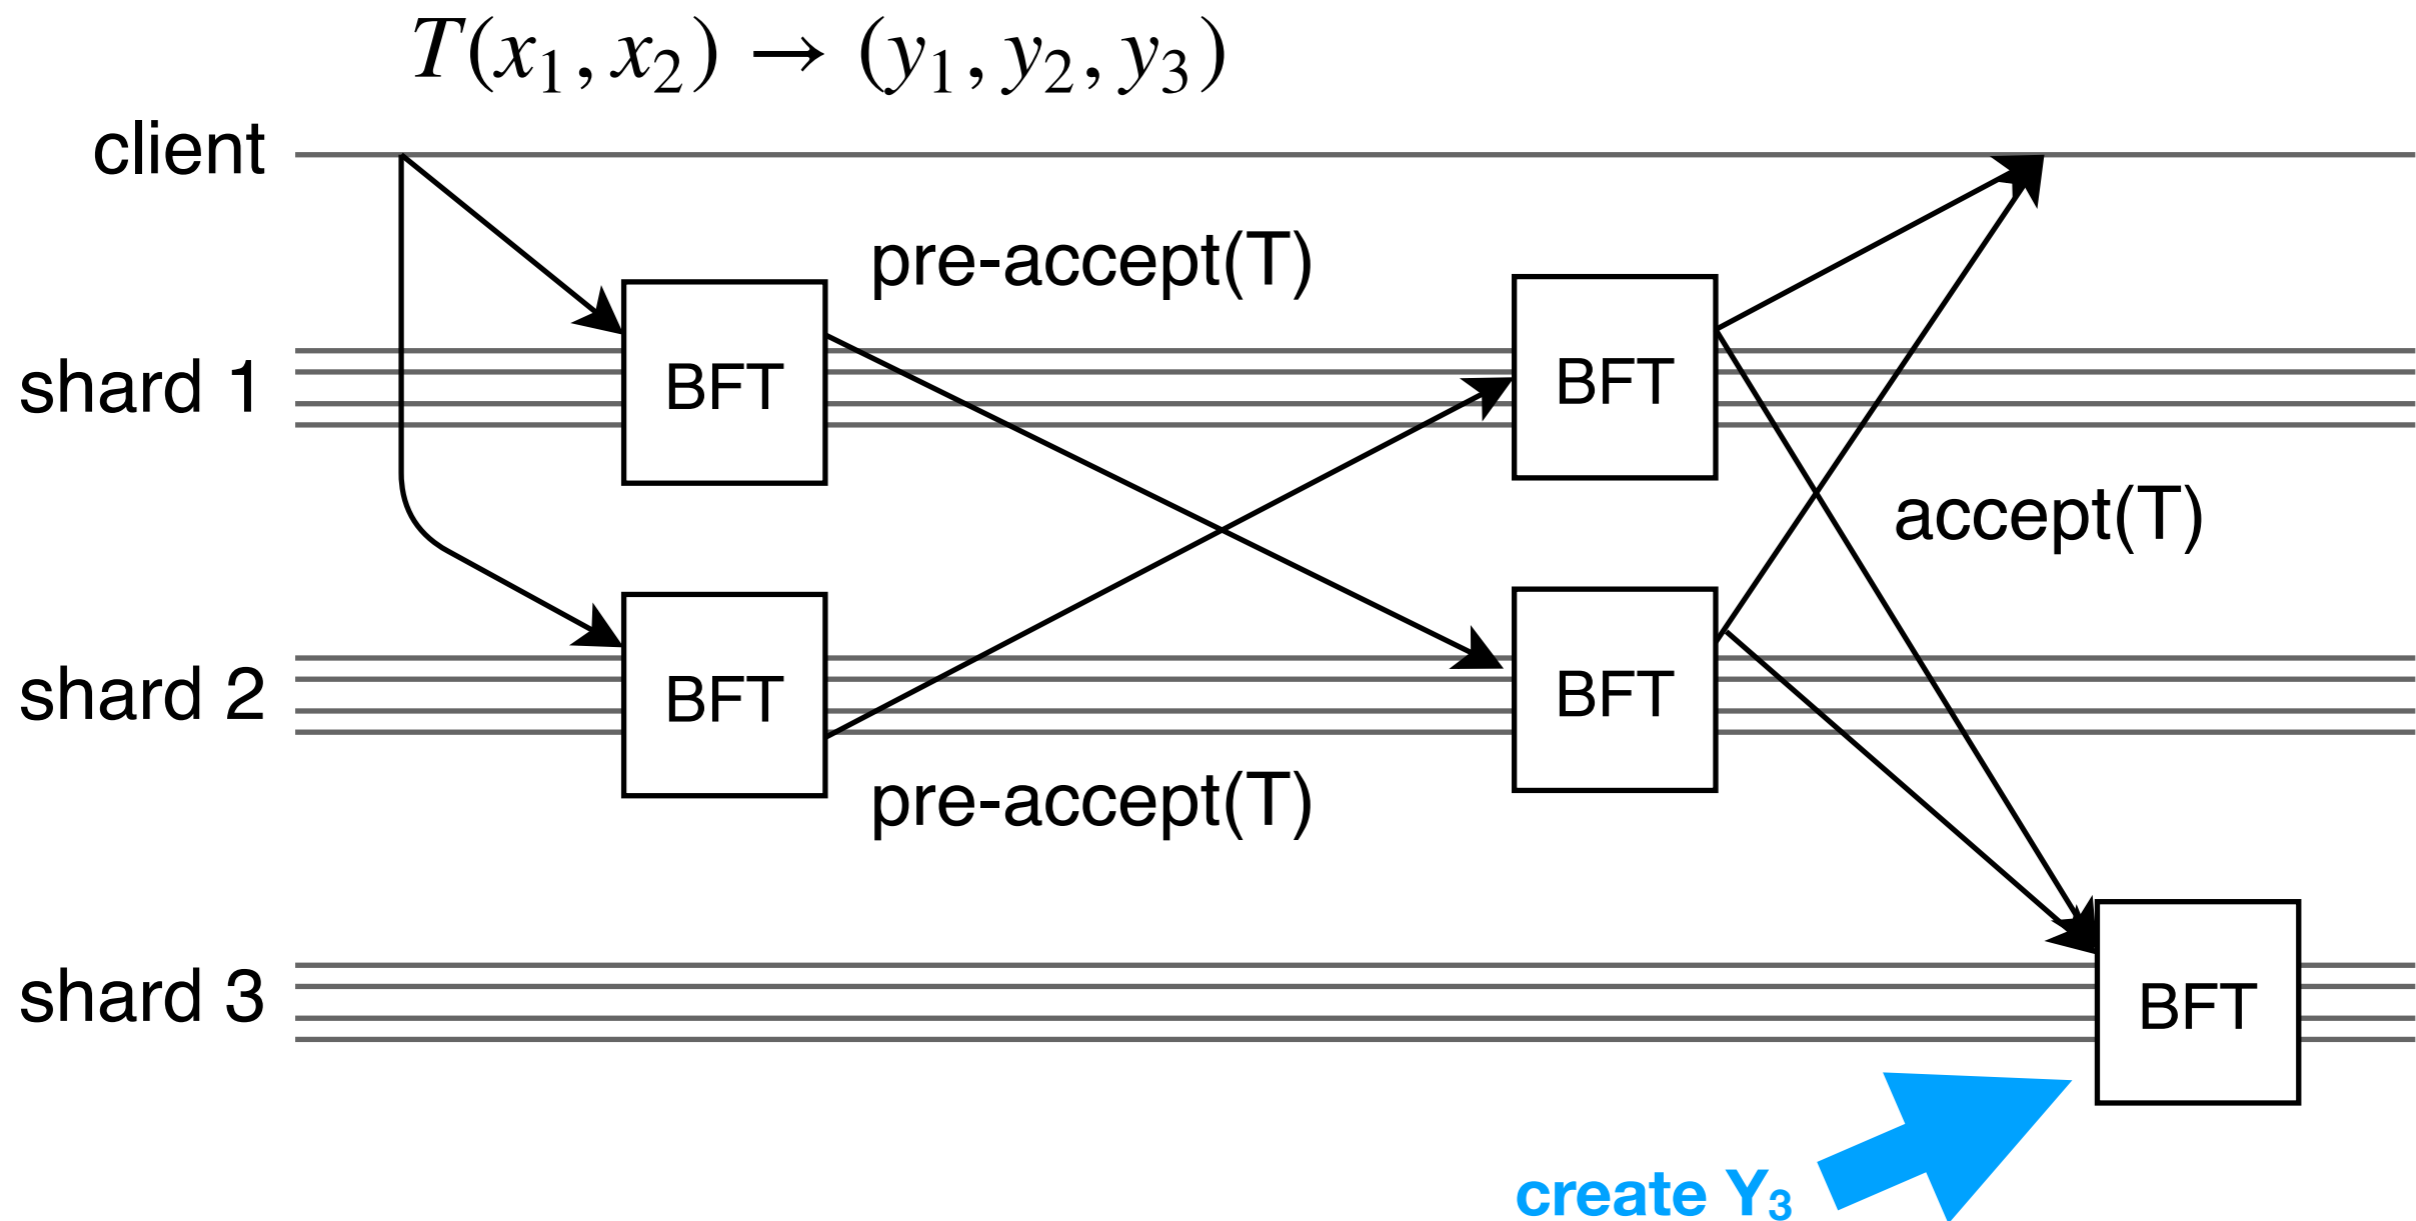 T(x₁, x₂) → (y₁, y₂, y₃)
client
pre-accept(T)
shard 1
BFT
BFT
accept(T)
shard 2
BFT
BFT
pre-accept(T)
shard 3
BFT
create Y₃